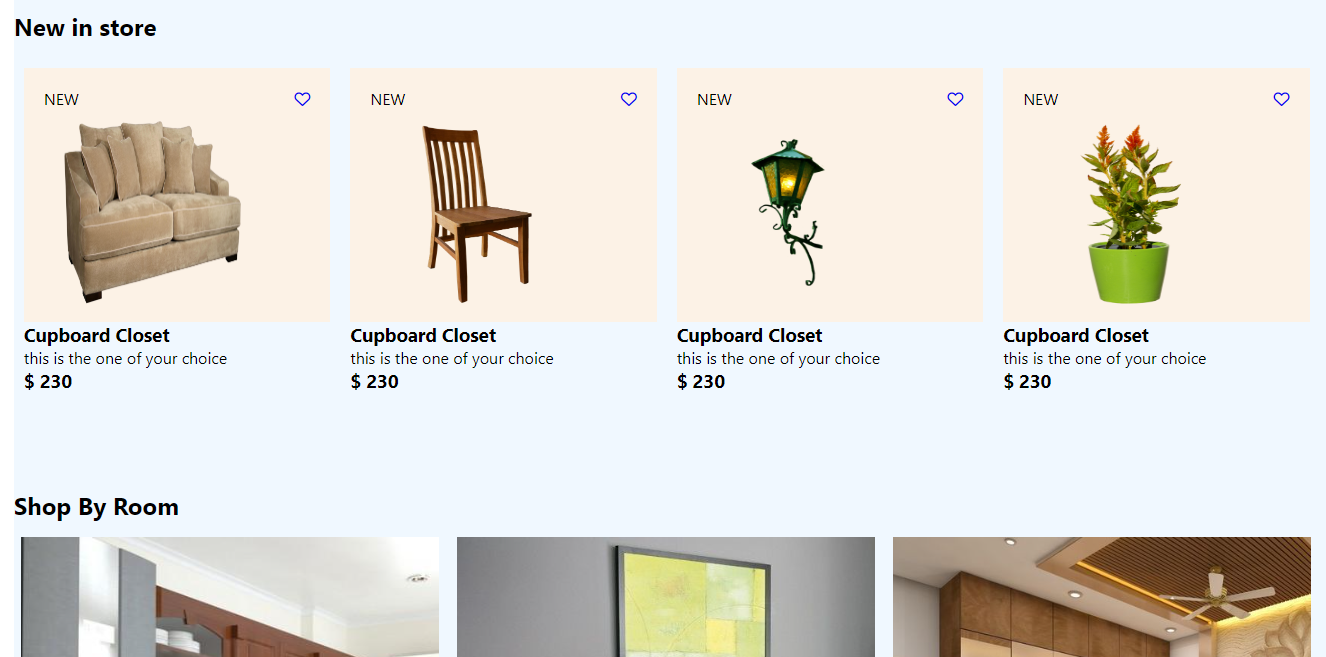 New in store
NEW
NEW
NEW
NEW
Cupboard Closet
this is the one of your choice
$ 230
Cupboard Closet
this is the one of your choice
$ 230
Cupboard Closet
this is the one of your choice
$ 230
Cupboard Closet
this is the one of your choice
$ 230
Shop By Room